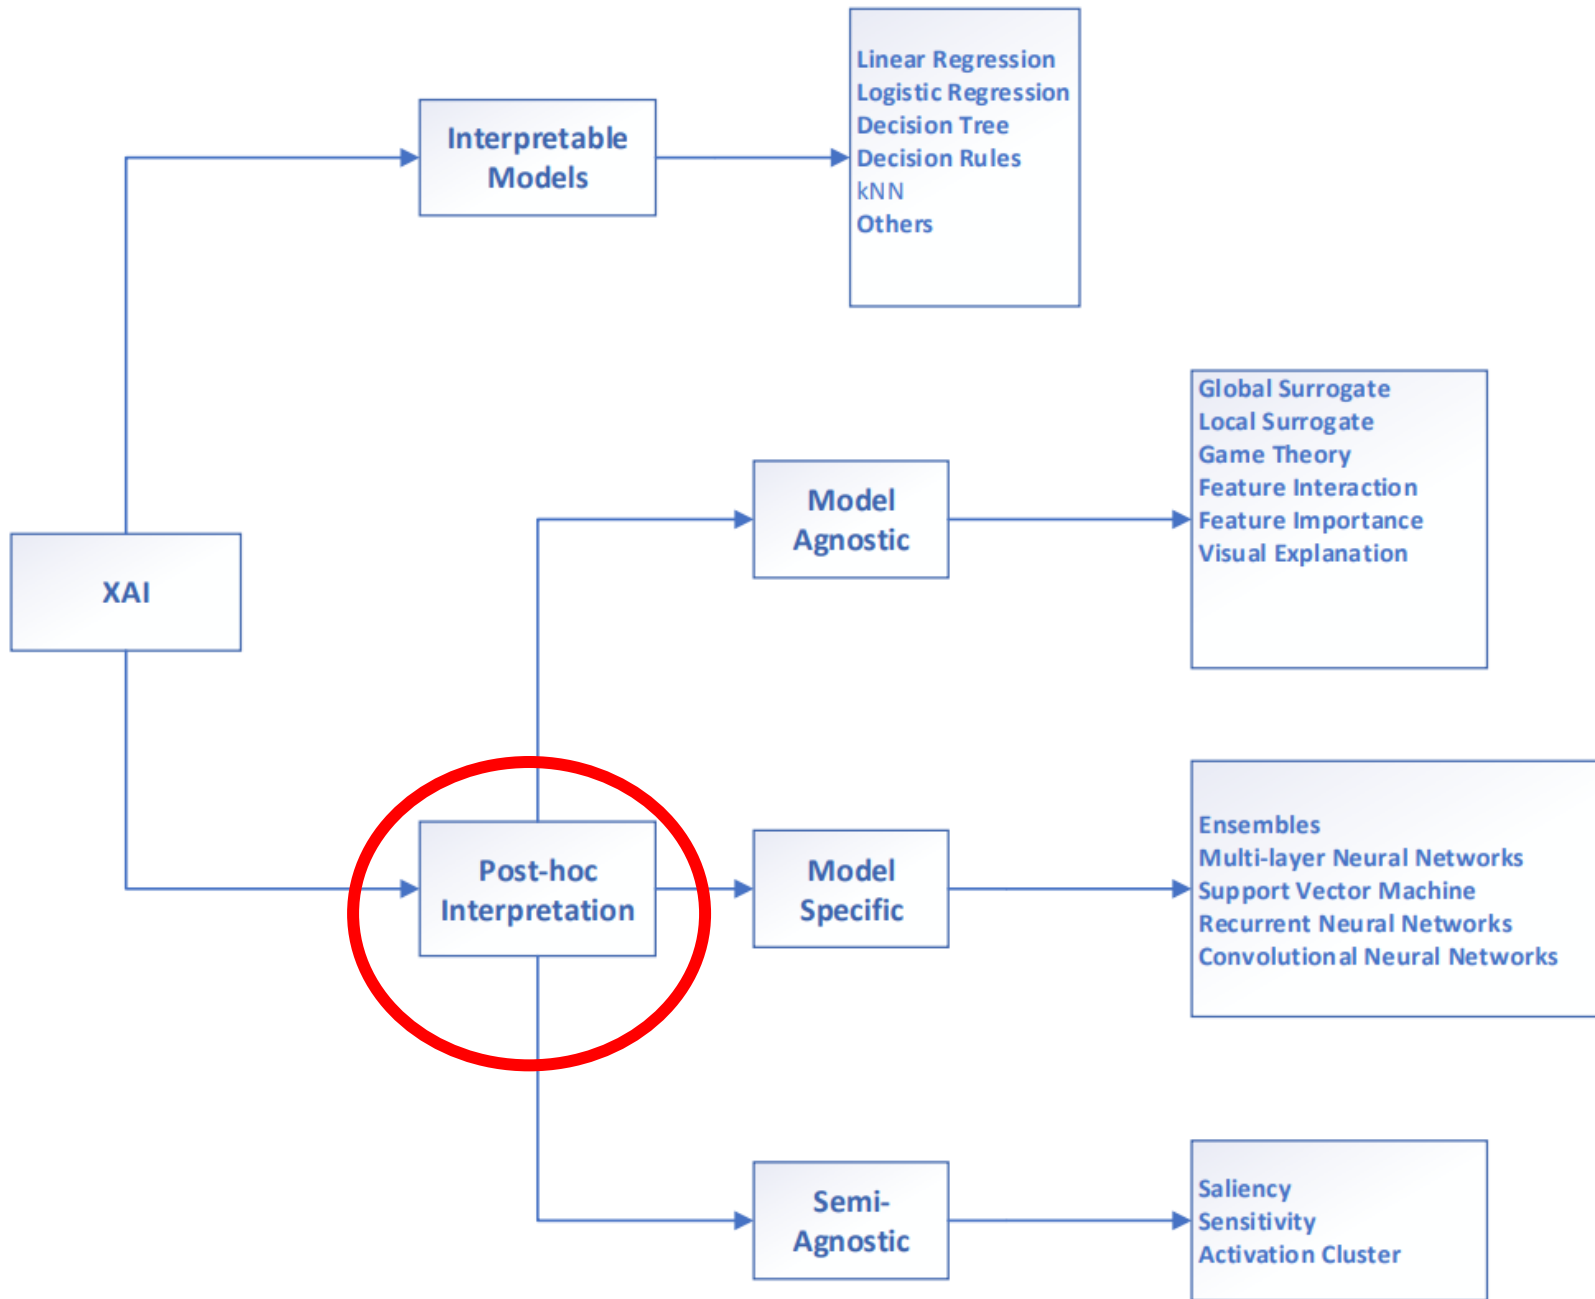 Linear Regression
Logistic Regression
Decision Tree
Decision Rules
kNN
Others
Interpretable
Models
Global Surrogate
Local Surrogate
Game Theory
Feature Interaction
Feature Importance
Visual Explanation
Model
Agnostic
XAI
Post-hoc
Interpretation
Model
Specific
Ensembles
Multi-layer Neural Networks
Support Vector Machine
Recurrent Neural Networks
Convolutional Neural Networks
Semi-
Agnostic
Saliency
Sensitivity
Activation Cluster